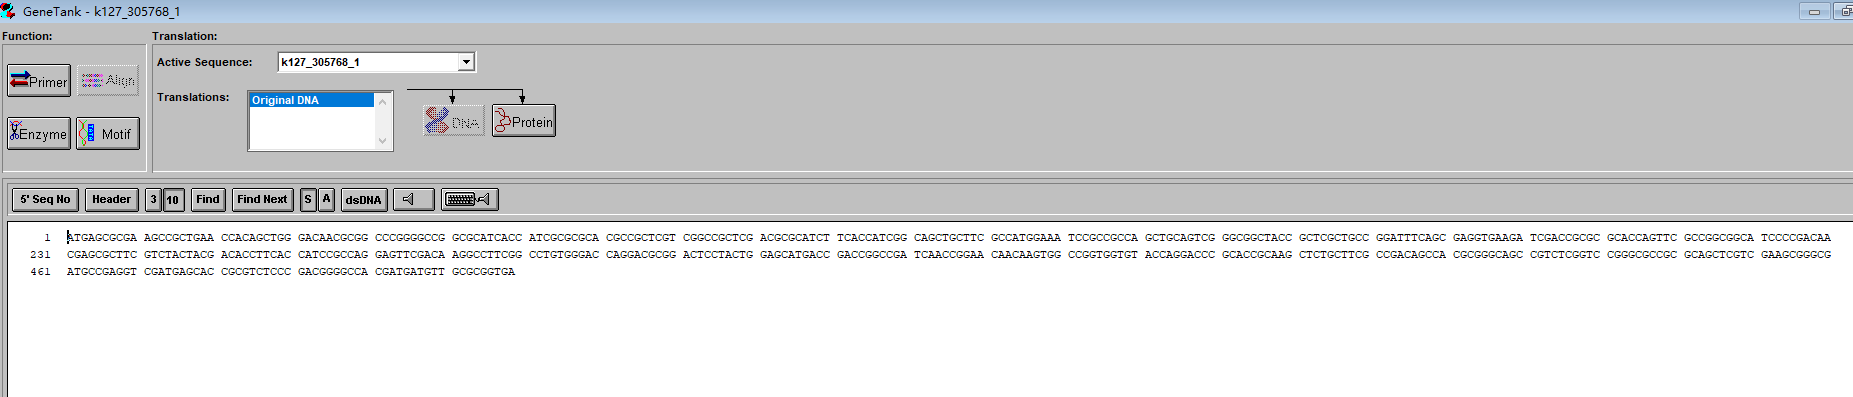 GeneTank - k127_305768_1
Function:
Translation:
Primer
Align
Enzyme
Motif
Active Sequence:
k127_305768_1
Translations:
Original DNA
DNA
Protein
5' Seq No
Header
3
10
Find
Find Next
S
A
dsDNA
1 ATGAGCGCGA AGCCGCTGAA CCACAGCTGG GACAACGCGG CCCGGGGCCG GCGCATCACC ATCGCGCGCA CGCCGCTCGT CGGCCGCTCG ACGCGCATCT TCACCATCGG CAGCTGCTTC GCCATGGAAA TCCGCCGCCA GCTGCAGTCG GGCGGCTACC GCTCGCTGCC GGATTTCAGC GAGGTGAAGA TCGACCGCGC GCACCAGTTC GCCGGCGGCA TCCCCGACAA
231 CGAGCGCTTC GTCTACTACG ACACCTTCAC CATCCGCCAG GAGTTCGACA AGGCCTTCGG CCTGTGGGAC CAGGACGCGG ACTCCTACTG GAGCATGACC GACCGGCCGA TCAACCGGAA CAACAAGTGG CCGGTGGTGT ACCAGGACCC GCACCGCAAG CTCTGCTTCG CCGACAGCCA CGCGGGCAGC CGTCTCGGTC CGGGCGCCGC GCAGCTCGTC GAAGCGGGCG
461 ATGCCGAGGT CGATGAGCAC CGCGTCTCCC GACGGGGCCA CGATGATGTT GCGCGGTGA